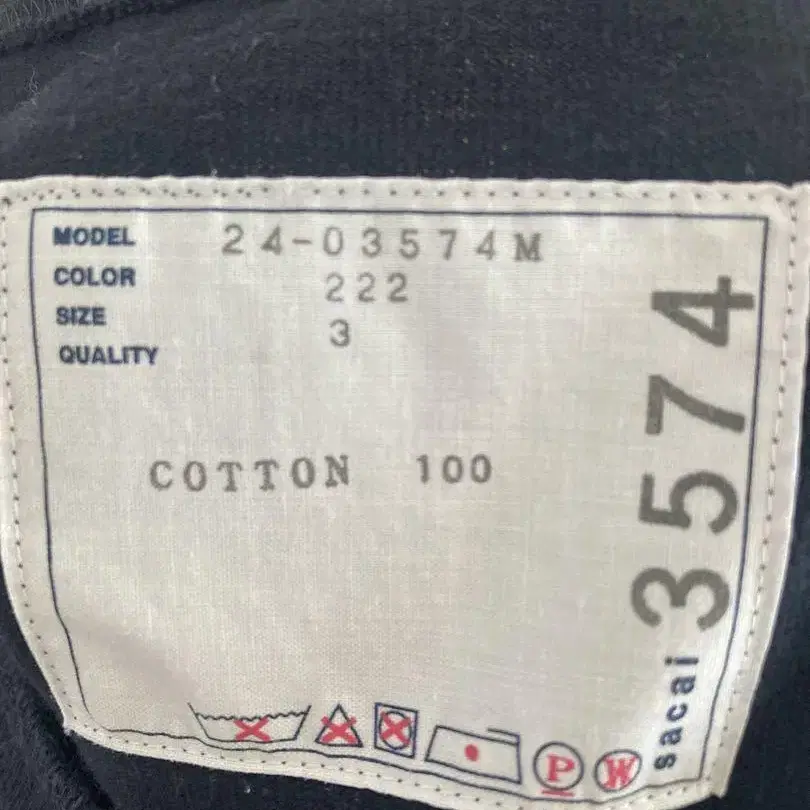 MODEL 24-03574M
COLOR 222
SIZE 3
QUALITY
COTTON 100
sacai 3574
P W